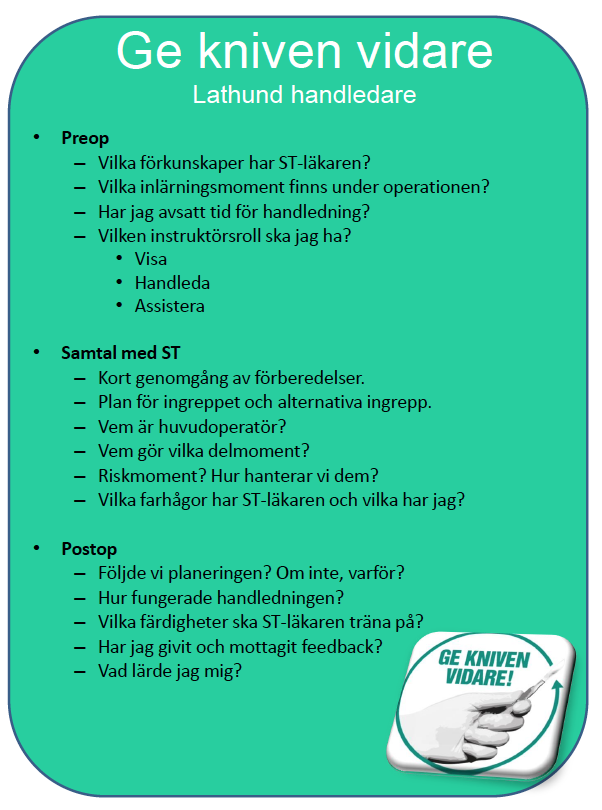 Ge kniven vidare
Lathund handledare
• Preop
– Vilka förkunskaper har ST-läkaren?
– Vilka inlärningsmoment finns under operationen?
– Har jag avsatt tid för handledning?
– Vilken instruktörsroll ska jag ha?
• Visa
• Handleda
• Assistera
• Samtal med ST
– Kort genomgång av förberedelser.
– Plan för ingreppet och alternativa ingrepp.
– Vem är huvudoperatör?
– Vem gör vilka delmoment?
– Riskmoment? Hur hanterar vi dem?
– Vilka farhågor har ST-läkaren och vilka har jag?
• Postop
– Följde vi planeringen? Om inte, varför?
– Hur fungerade handledningen?
– Vilka färdigheter ska ST-läkaren träna på?
– Har jag givit och mottagit feedback?
– Vad lärde jag mig?
GE KNIVEN
VIDARE!